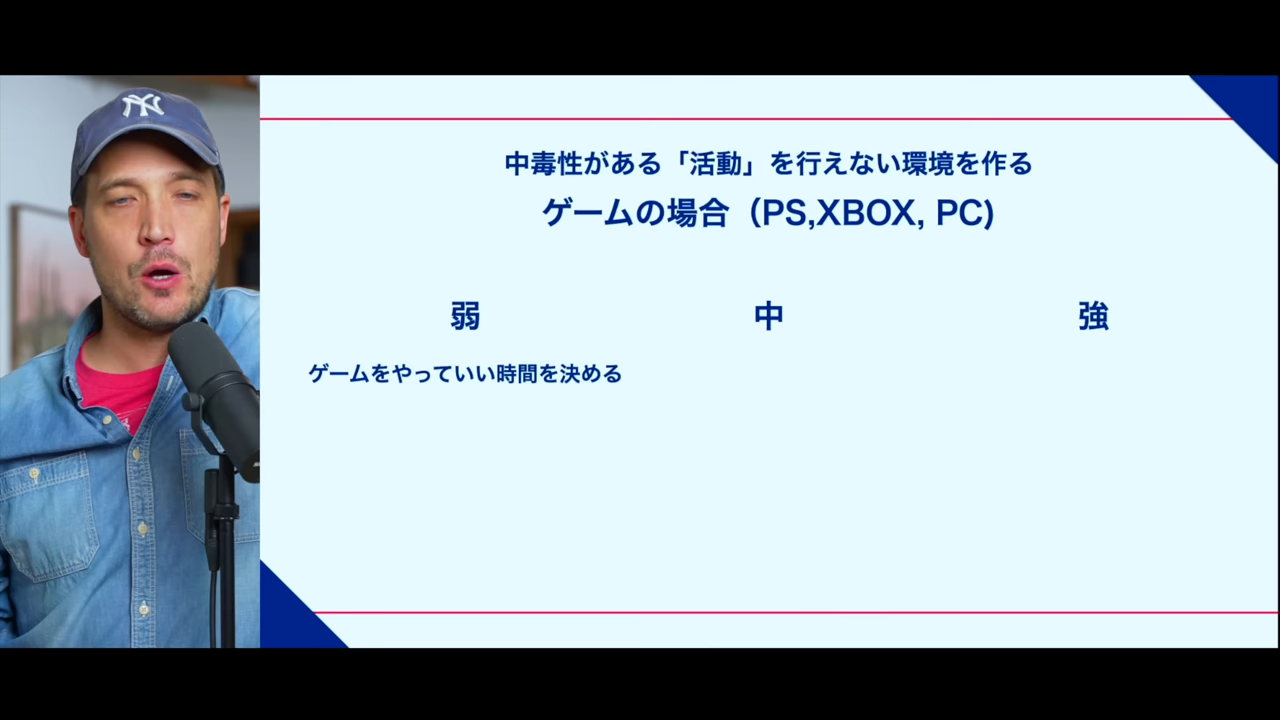 NY
中毒性がある「活動」を行えない環境を作る
ゲームの場合（PS,XBOX, PC)
弱
中
強
ゲームをやっていい時間を決める